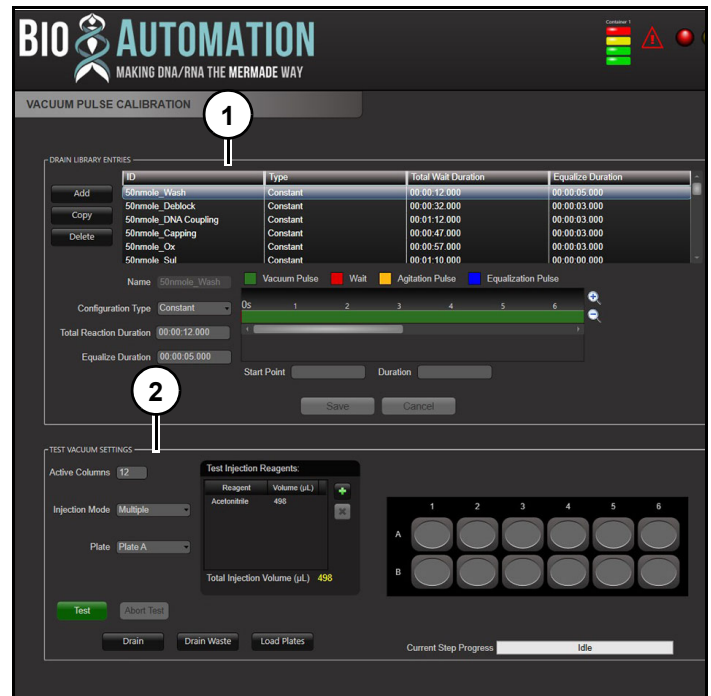 BIO AUTOMATION
MAKING DNA/RNA THE MERMADE WAY
Container 1
VACUUM PULSE CALIBRATION
1
DRAIN LIBRARY ENTRIES
ID Type Total Wait Duration Equalize Duration
Add
Copy
Delete
50nmole_Wash Constant 00:00:12.000 00:00:05.000
50nmole_Deblock Constant 00:00:32.000 00:00:03.000
50nmole_DNA Coupling Constant 00:01:12.000 00:00:03.000
50nmole_Capping Constant 00:00:47.000 00:00:03.000
50nmole_Ox Constant 00:00:57.000 00:00:03.000
50nmole_Sul Constant 00:01:10.000 00:00:00.000
Name 50nmole_Wash
Vacuum Pulse Wait Agitation Pulse Equalization Pulse
Configuration Type Constant
0s 1 2 3 4 5 6
Total Reaction Duration 00:00:12.000
Equalize Duration 00:00:05.000
Start Point Duration
Save Cancel
2
TEST VACUUM SETTINGS
Active Columns 12
Injection Mode Multiple
Plate Plate A
Test Injection Reagents:
Reagent Volume (µL)
Acetonitrile 498
Total Injection Volume (µL) 498
1 2 3 4 5 6
A
B
Test Abort Test
Drain Drain Waste Load Plates
Current Step Progress Idle